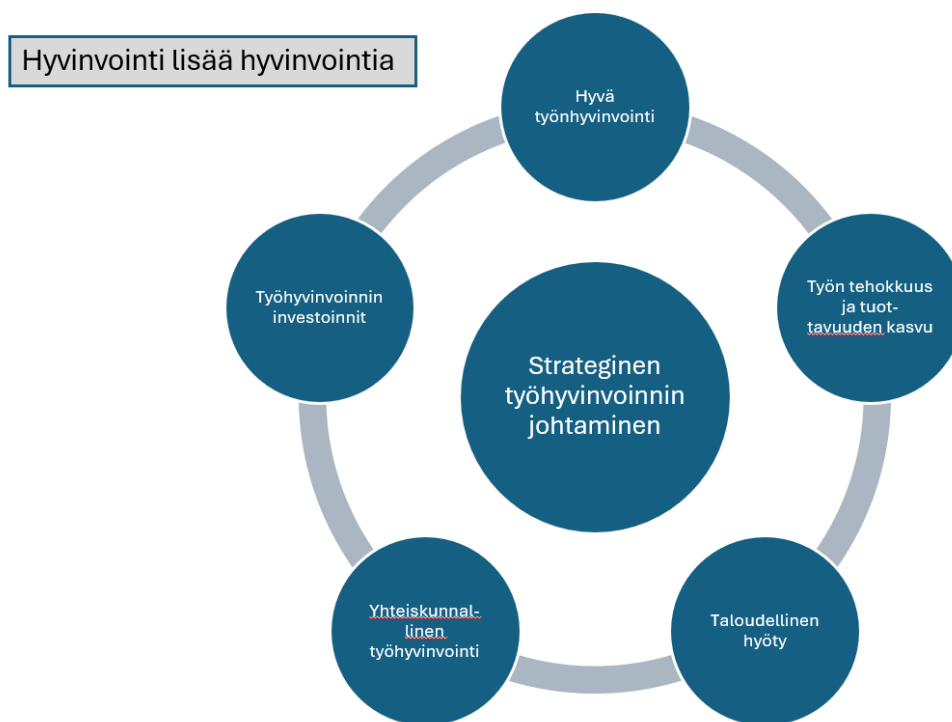 Hyvinvointi lisää hyvinvointia
Hyvä
työnhyvinvointi
Työn tehokkuus
ja tuot-
tavuuden kasvu
Taloudellinen
hyöty
Yhteiskunnal-
linen
työhyvinvointi
Työhyvinvoinnin
investoinnit
Strateginen
työhyvinvoinnin
johtaminen